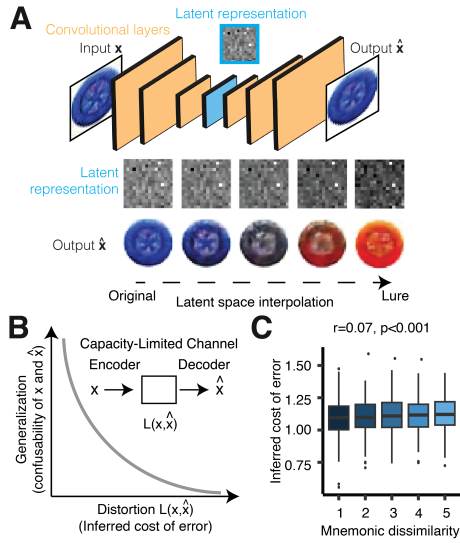 A
Latent representation
Convolutional layers
Input x
Output x̂
Latent
representation
Output x̂
Original
Latent space interpolation
Lure
B
Capacity-Limited Channel
Encoder
Decoder
x
x̂
L(x,x̂)
Generalization
(confusability of x and x̂)
Distortion L(x,x̂)
(Inferred cost of error)
C
r=0.07, p<0.001
Inferred cost of error
1.50
1.25
1.00
0.75
1 2 3 4 5
Mnemonic dissimilarity